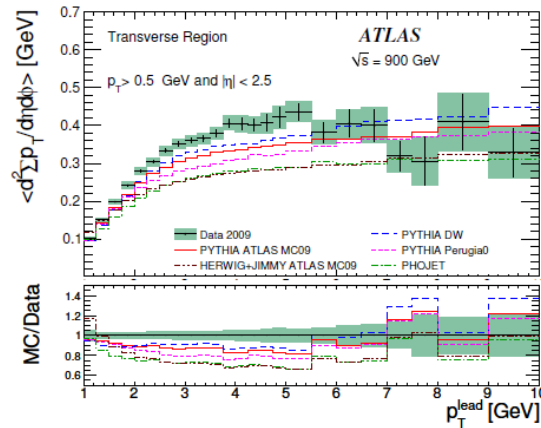 0.7
Transverse Region ATLAS
√s = 900 GeV
0.6
p_T > 0.5 GeV and |η| < 2.5
0.5
0.4
0.3
0.2
0.1
<d²Σp_T/dηdϕ> [GeV]
Data 2009 PYTHIA DW
PYTHIA ATLAS MC09 PYTHIA Perugia0
HERWIG+JIMMY ATLAS MC09 PHOJET
1.4
1.2
1.0
0.8
0.6
MC/Data
1 2 3 4 5 6 7 8 9 10
p_T^lead [GeV]